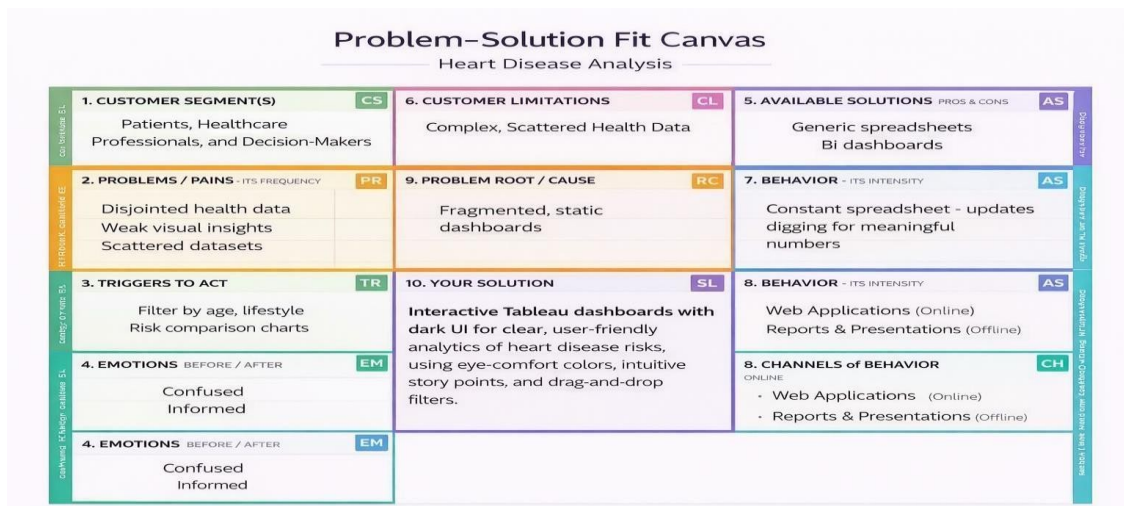 Problem–Solution Fit Canvas
Heart Disease Analysis
1. CUSTOMER SEGMENT(S) CS
Patients, Healthcare
Professionals, and Decision-Makers
6. CUSTOMER LIMITATIONS CL
Complex, Scattered Health Data
5. AVAILABLE SOLUTIONS PROS & CONS AS
Generic spreadsheets
Bi dashboards
2. PROBLEMS / PAINS - ITS FREQUENCY PR
Disjointed health data
Weak visual insights
Scattered datasets
9. PROBLEM ROOT / CAUSE RC
Fragmented, static
dashboards
7. BEHAVIOR - ITS INTENSITY AS
Constant spreadsheet - updates
digging for meaningful
numbers
3. TRIGGERS TO ACT TR
Filter by age, lifestyle
Risk comparison charts
10. YOUR SOLUTION SL
Interactive Tableau dashboards with
dark UI for clear, user-friendly
analytics of heart disease risks,
using eye-comfort colors, intuitive
story points, and drag-and-drop
filters.
8. BEHAVIOR - ITS INTENSITY AS
Web Applications (Online)
Reports & Presentations (Offline)
4. EMOTIONS BEFORE / AFTER EM
Confused
Informed
8. CHANNELS of BEHAVIOR CH
ONLINE
· Web Applications (Online)
· Reports & Presentations (Offline)
4. EMOTIONS BEFORE / AFTER EM
Confused
Informed